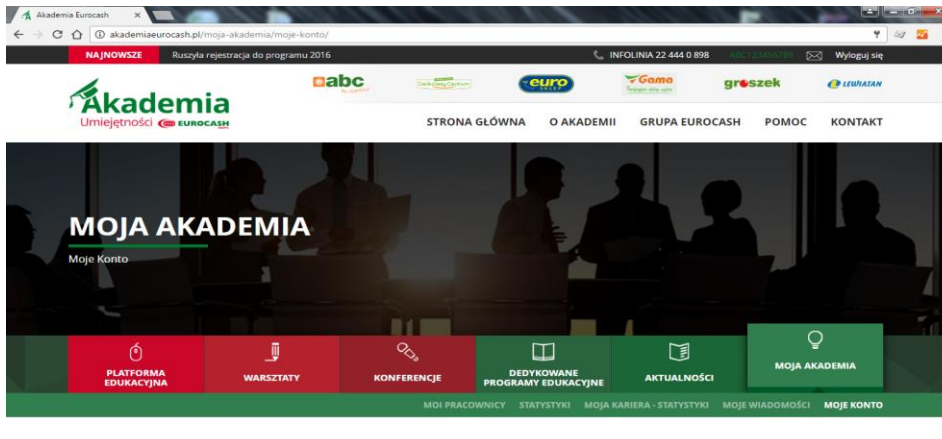 Akademia Eurocash
akademiaeurocash.pl/moja-akademia/moje-konto/
NAJNOWSZE Ruszyła rejestracja do programu 2016 INFOLINIA 22 444 0 898 ABC123456789 Wyloguj się
Akademia
Umiejętności EUROCASH
abc euro Gama groszek LEWIATAN
STRONA GŁÓWNA O AKADEMII GRUPA EUROCASH POMOC KONTAKT
MOJA AKADEMIA
Moje Konto
PLATFORMA EDUKACYJNA
WARSZTATY
KONFERENCJE
DEDYKOWANE PROGRAMY EDUKACYJNE
AKTUALNOŚCI
MOJA AKADEMIA
MOI PRACOWNICY STATYSTYKI MOJA KARIERA - STATYSTYKI MOJE WIADOMOŚCI MOJE KONTO